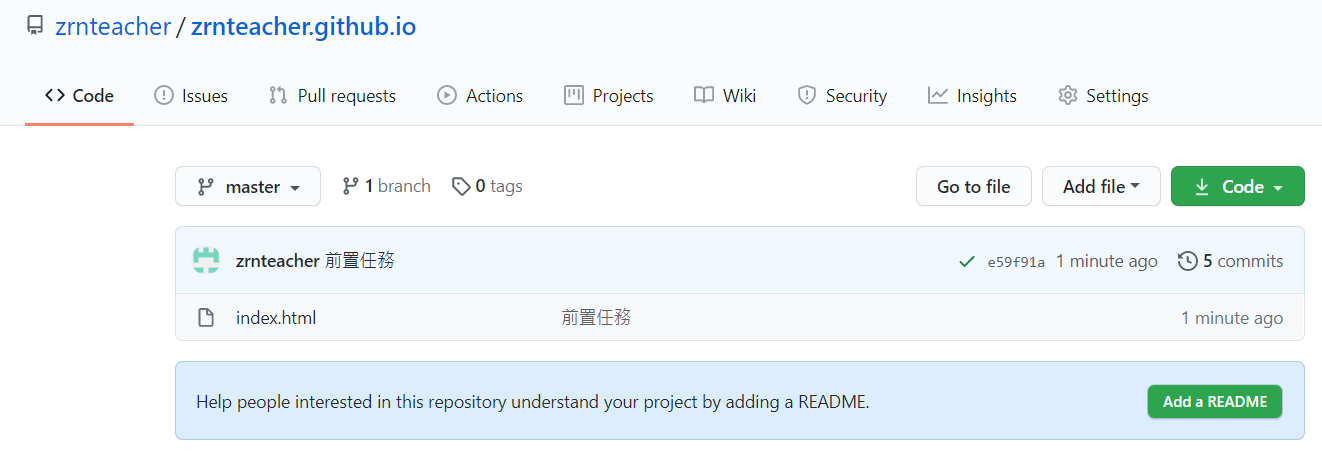 zrnteacher / zrnteacher.github.io
Code Issues Pull requests Actions Projects Wiki Security Insights Settings
master 1 branch 0 tags Go to file Add file Code
zrnteacher 前置任務 e59f91a 1 minute ago 5 commits
index.html 前置任務 1 minute ago
Help people interested in this repository understand your project by adding a README. Add a README